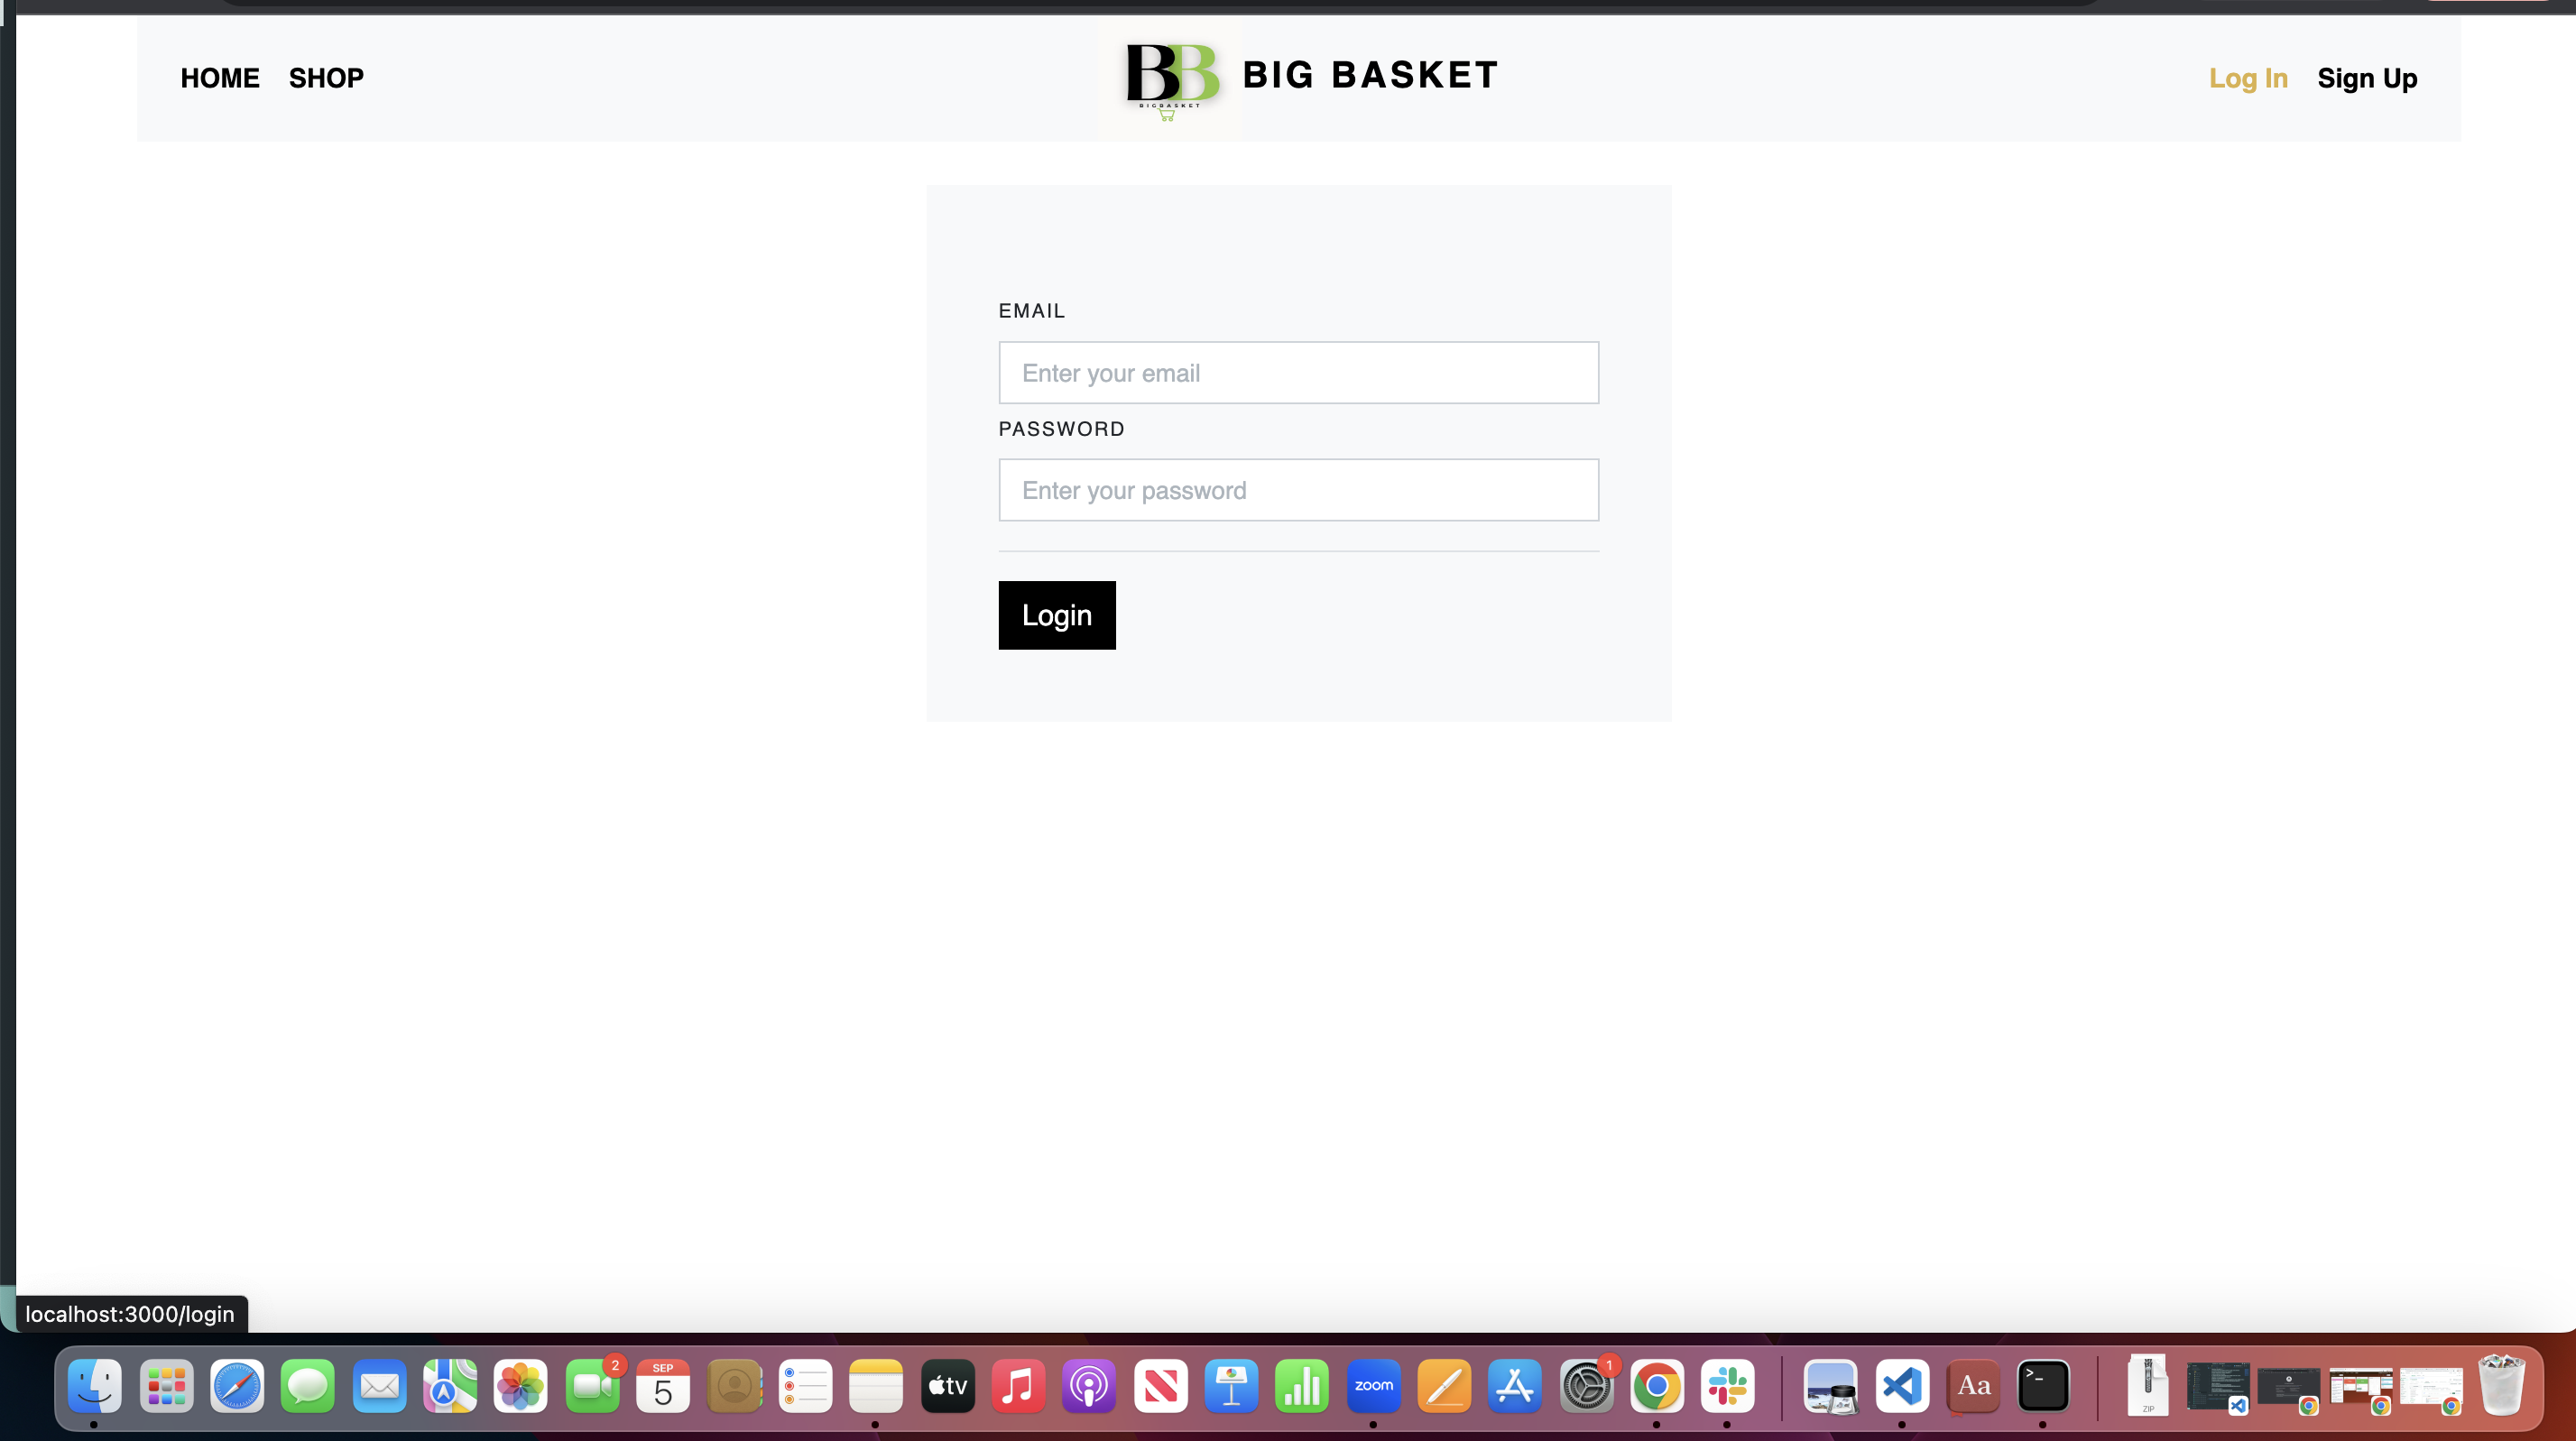 HOME SHOP
BB
BIGBASKET
BIG BASKET
Log In Sign Up
EMAIL
Enter your email
PASSWORD
Enter your password
Login
localhost:3000/login
2
SEP
5
tv
zoom
1
Aa
>_
ZIP